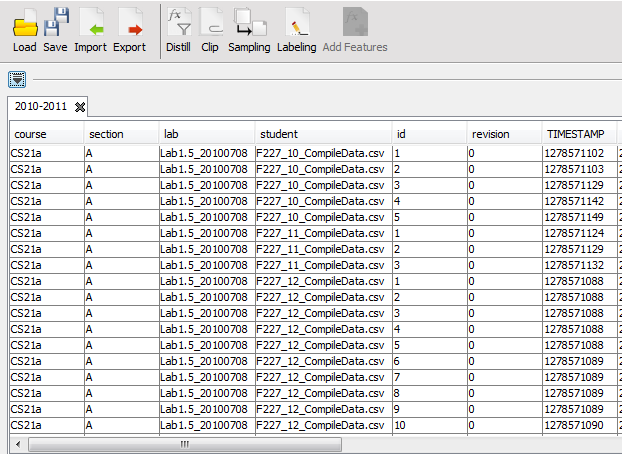 Load Save Import Export Distill Clip Sampling Labeling Add Features
2010-2011
course section lab student id revision TIMESTAMP
CS21a A Lab1.5_20100708 F227_10_CompileData.csv 1 0 1278571102
CS21a A Lab1.5_20100708 F227_10_CompileData.csv 2 0 1278571103
CS21a A Lab1.5_20100708 F227_10_CompileData.csv 3 0 1278571129
CS21a A Lab1.5_20100708 F227_10_CompileData.csv 4 0 1278571142
CS21a A Lab1.5_20100708 F227_10_CompileData.csv 5 0 1278571149
CS21a A Lab1.5_20100708 F227_11_CompileData.csv 1 0 1278571124
CS21a A Lab1.5_20100708 F227_11_CompileData.csv 2 0 1278571129
CS21a A Lab1.5_20100708 F227_11_CompileData.csv 3 0 1278571132
CS21a A Lab1.5_20100708 F227_12_CompileData.csv 1 0 1278571088
CS21a A Lab1.5_20100708 F227_12_CompileData.csv 2 0 1278571088
CS21a A Lab1.5_20100708 F227_12_CompileData.csv 3 0 1278571088
CS21a A Lab1.5_20100708 F227_12_CompileData.csv 4 0 1278571088
CS21a A Lab1.5_20100708 F227_12_CompileData.csv 5 0 1278571088
CS21a A Lab1.5_20100708 F227_12_CompileData.csv 6 0 1278571089
CS21a A Lab1.5_20100708 F227_12_CompileData.csv 7 0 1278571089
CS21a A Lab1.5_20100708 F227_12_CompileData.csv 8 0 1278571089
CS21a A Lab1.5_20100708 F227_12_CompileData.csv 9 0 1278571089
CS21a A Lab1.5_20100708 F227_12_CompileData.csv 10 0 1278571090